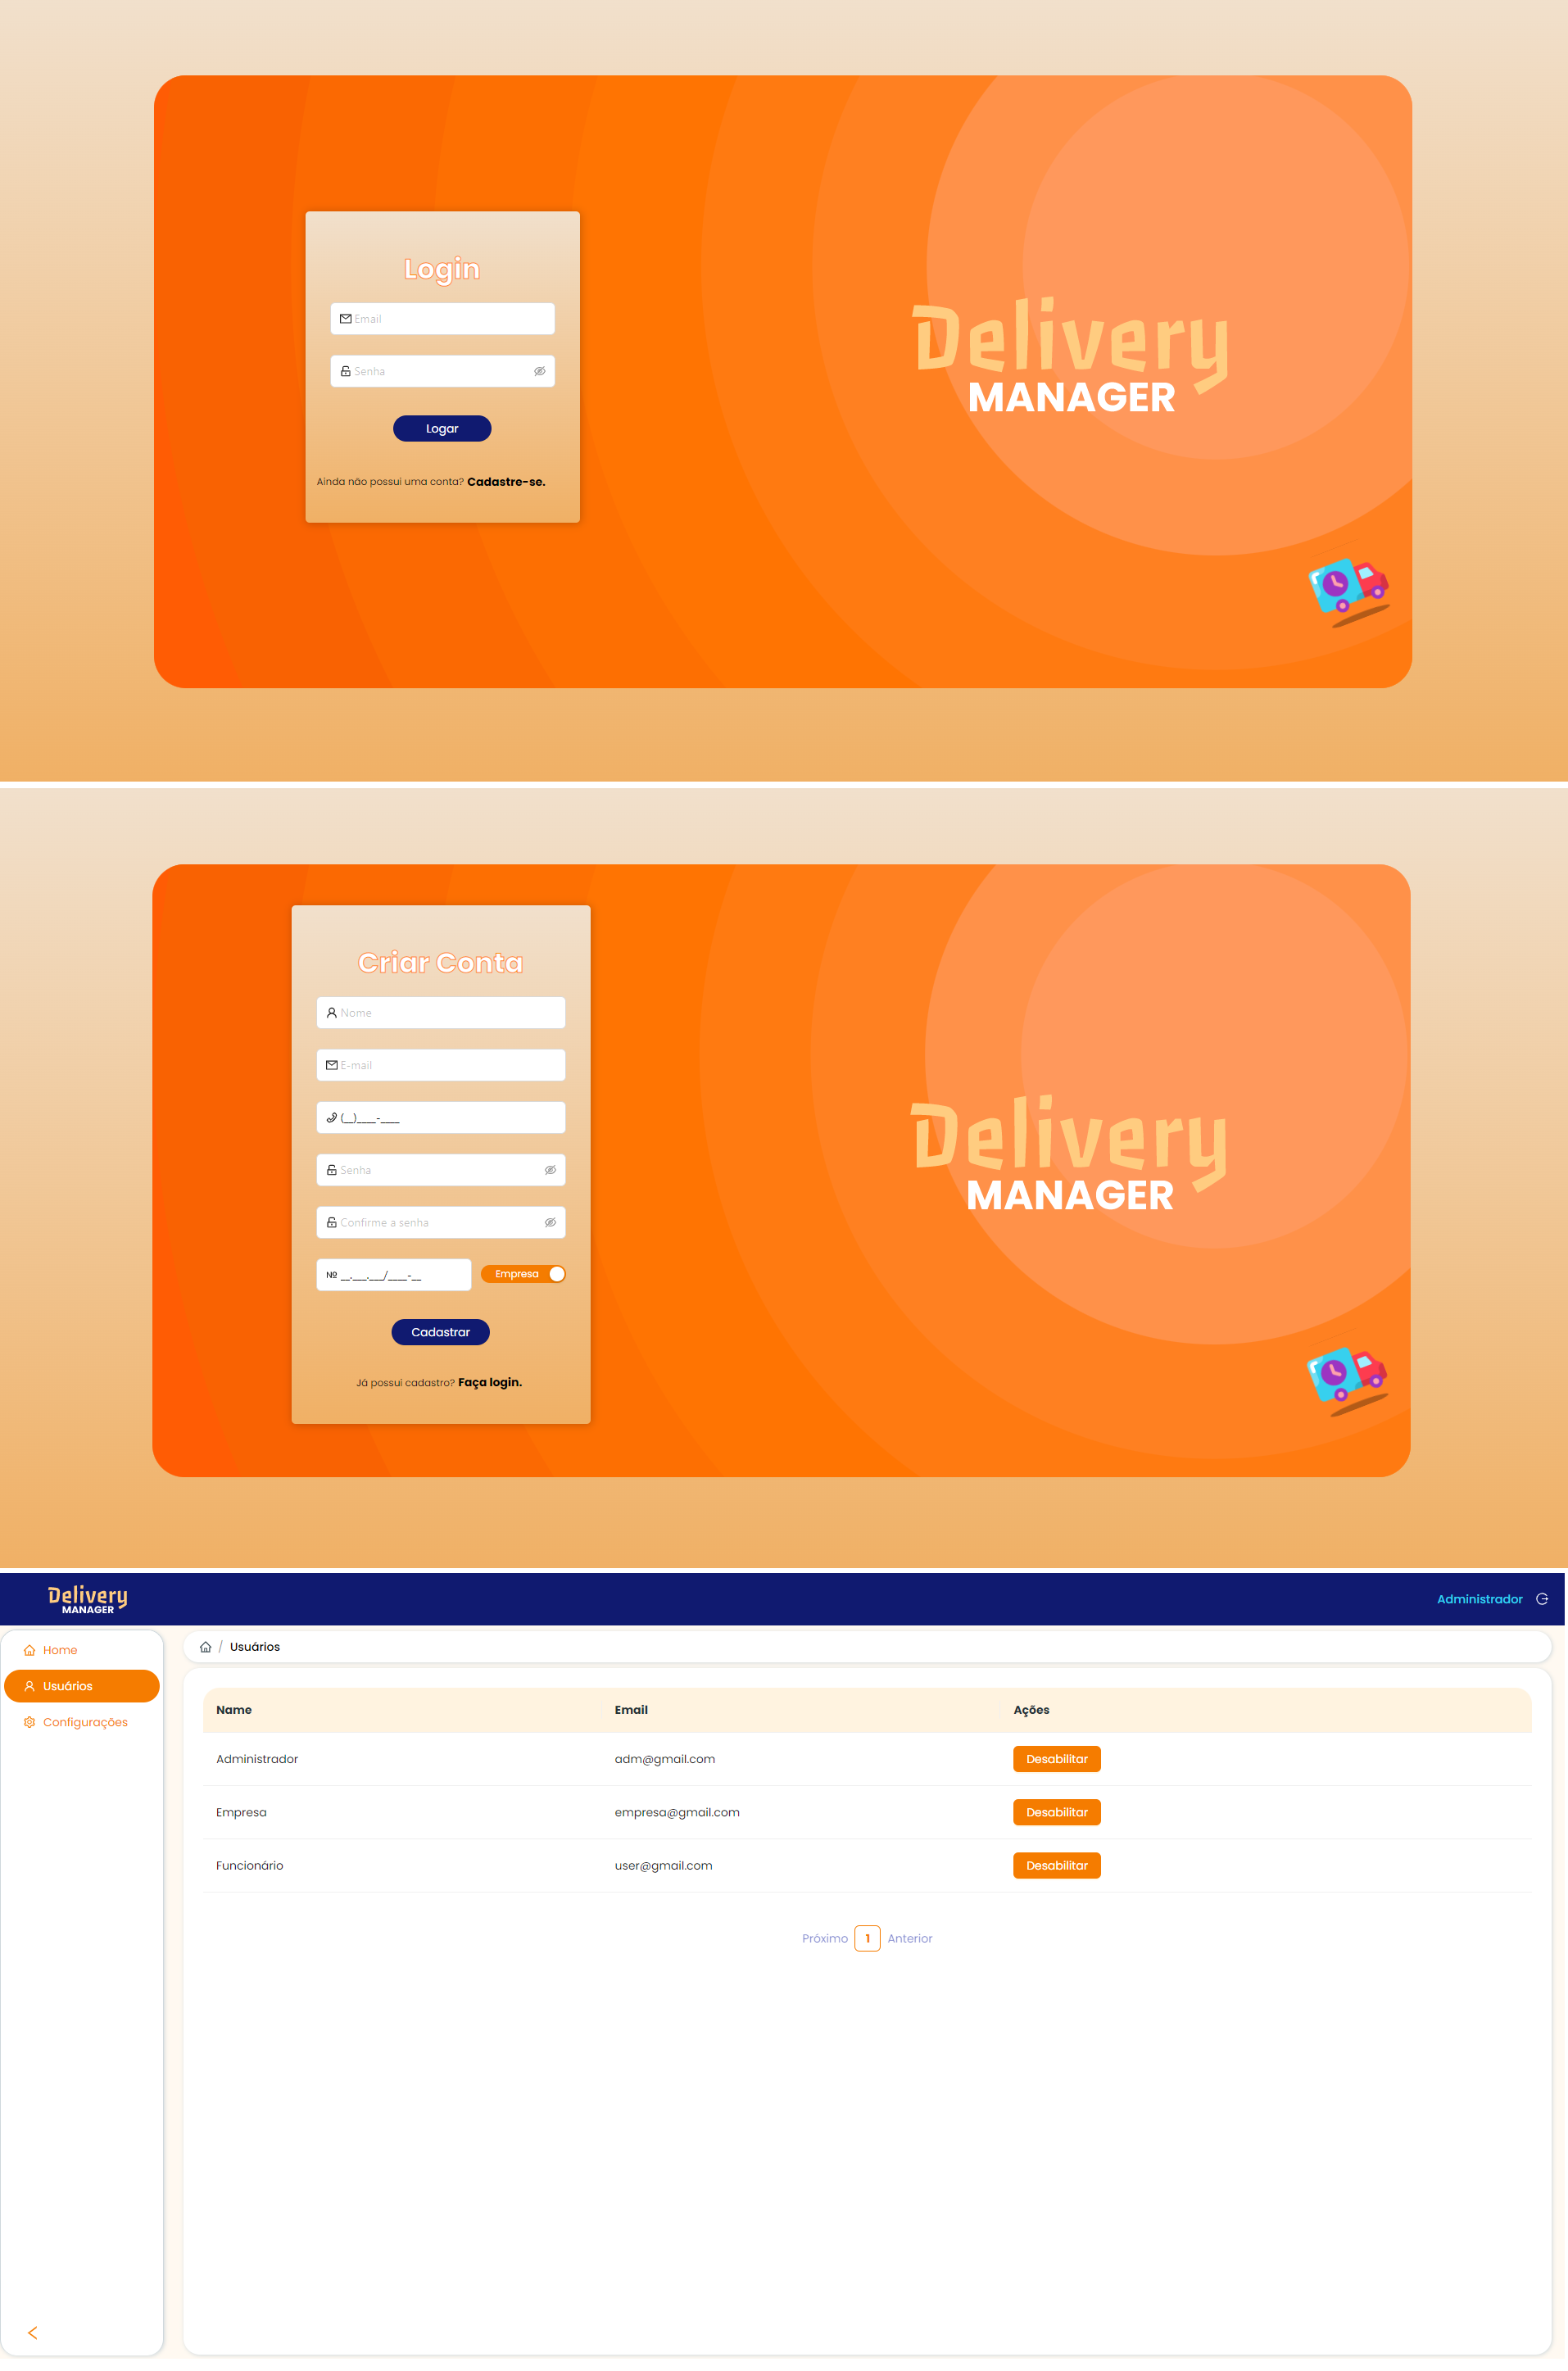 Login
Email
Senha
Logar
Ainda não possui uma conta? Cadastre-se.
Delivery
MANAGER
Criar Conta
Nome
E-mail
(__)____-____
Senha
Confirme a senha
№ __.___.___/____-__ Empresa
Cadastrar
Já possui cadastro? Faça login.
Delivery
MANAGER
Delivery
MANAGER
Administrador
Home
Usuários
Configurações
/ Usuários
Name Email Ações
Administrador adm@gmail.com Desabilitar
Empresa empresa@gmail.com Desabilitar
Funcionário user@gmail.com Desabilitar
Próximo 1 Anterior